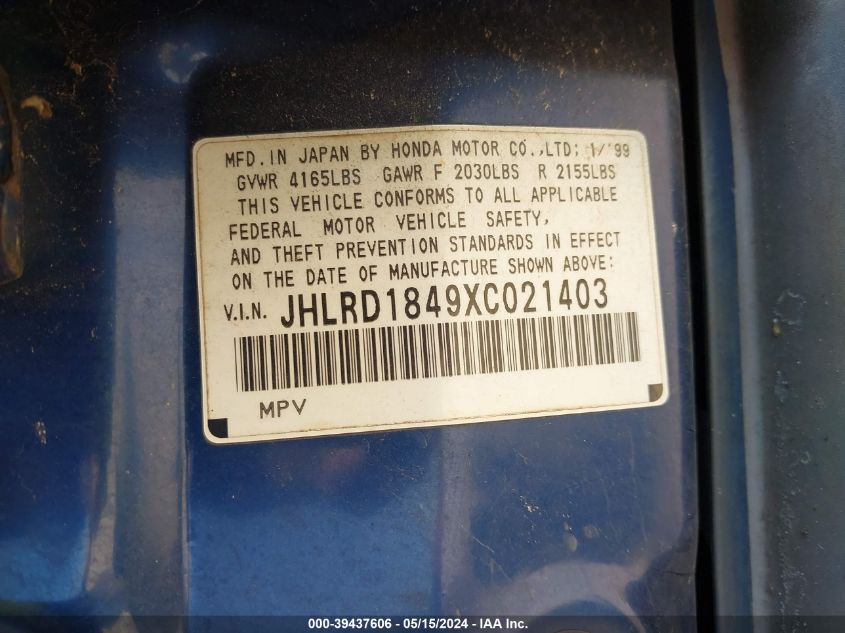 MFD. IN JAPAN BY HONDA MOTOR CO.,LTD; 1/'99
GVWR 4165LBS GAWR F 2030LBS R 2155LBS
THIS VEHICLE CONFORMS TO ALL APPLICABLE
FEDERAL MOTOR VEHICLE SAFETY,
AND THEFT PREVENTION STANDARDS IN EFFECT
ON THE DATE OF MANUFACTURE SHOWN ABOVE:
V.I.N. JHLRD1849XC021403
MPV
000-39437606 - 05/15/2024 - IAA Inc.